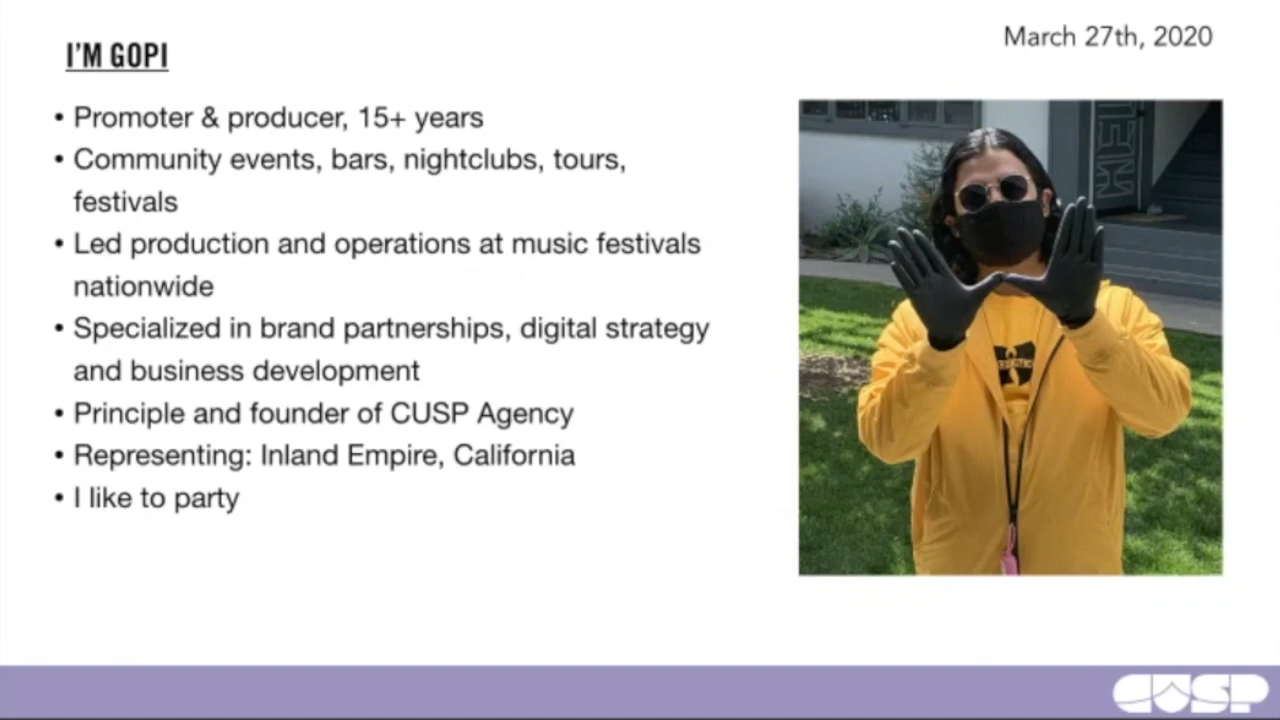 I'M GOPI
March 27th, 2020
• Promoter & producer, 15+ years
• Community events, bars, nightclubs, tours,
festivals
• Led production and operations at music festivals
nationwide
• Specialized in brand partnerships, digital strategy
and business development
• Principle and founder of CUSP Agency
• Representing: Inland Empire, California
• I like to party
CUSP